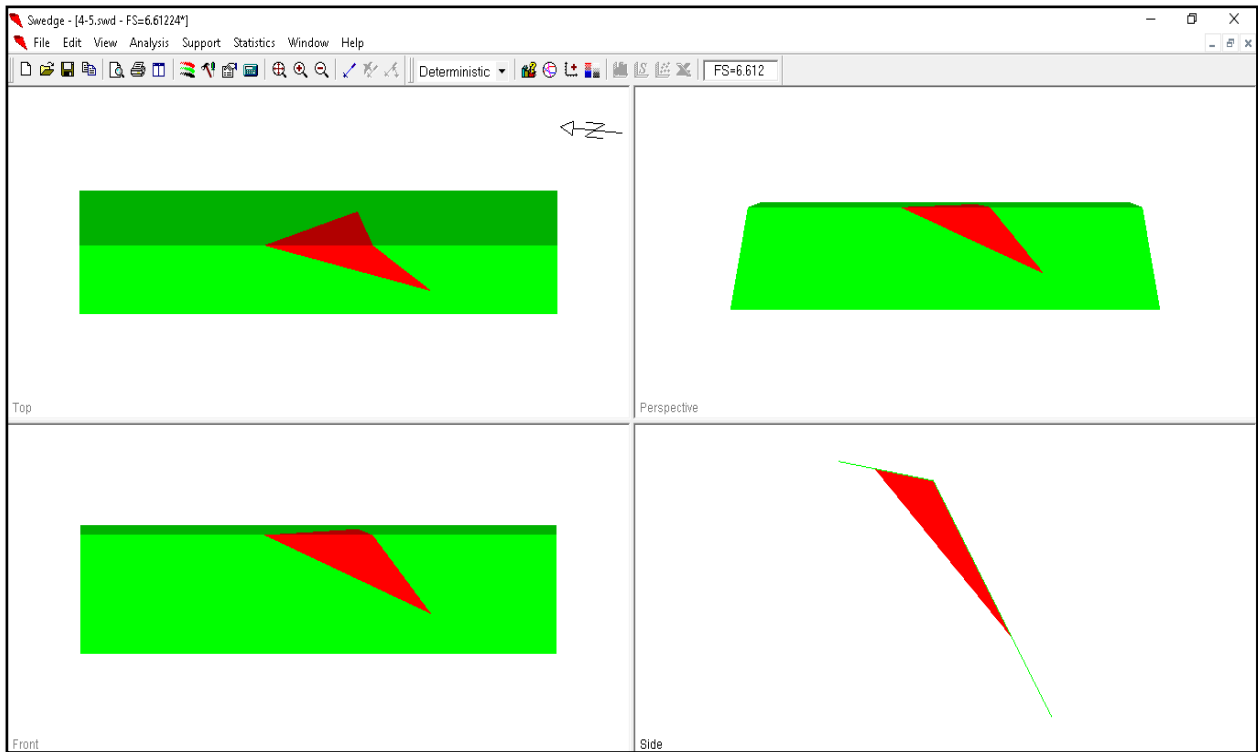 Swedge - [4-5.swd - FS=6.61224*]
File Edit View Analysis Support Statistics Window Help
Deterministic FS=6.612
N
Top
Perspective
Front
Side